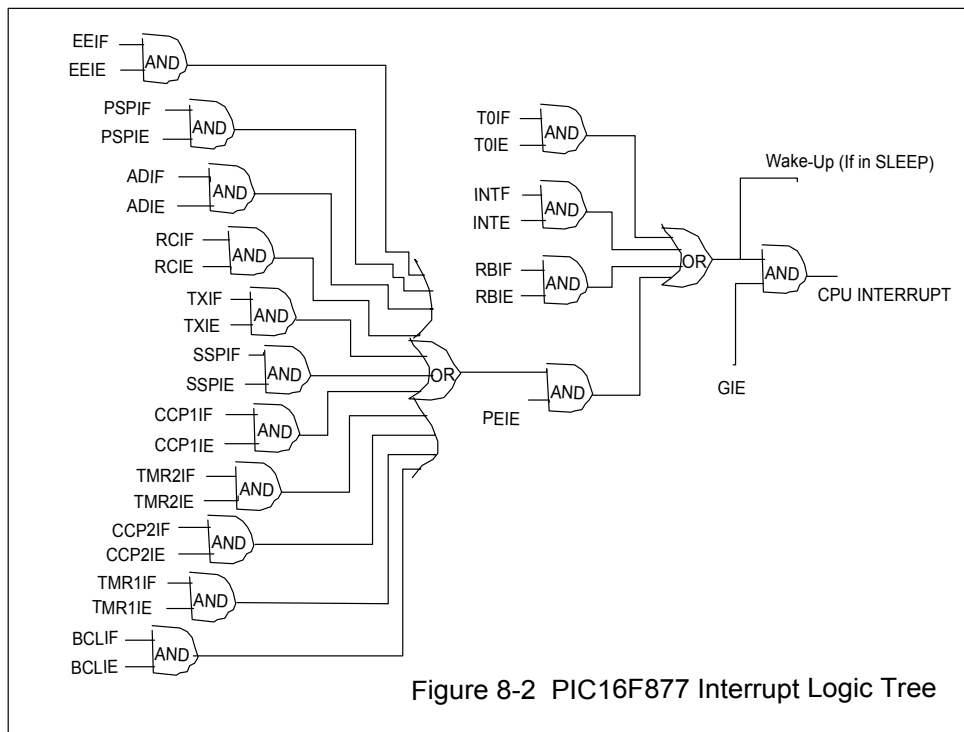 EEIF
EEIE
AND
PSPIF
PSPIE
AND
ADIF
ADIE
AND
RCIF
RCIE
AND
TXIF
TXIE
AND
SSPIF
SSPIE
AND
CCP1IF
CCP1IE
AND
TMR2IF
TMR2IE
AND
CCP2IF
CCP2IE
AND
TMR1IF
TMR1IE
AND
BCLIF
BCLIE
AND
OR
PEIE
AND
T0IF
T0IE
AND
INTF
INTE
AND
RBIF
RBIE
AND
OR
Wake-Up (If in SLEEP)
AND
CPU INTERRUPT
GIE
Figure 8-2 PIC16F877 Interrupt Logic Tree